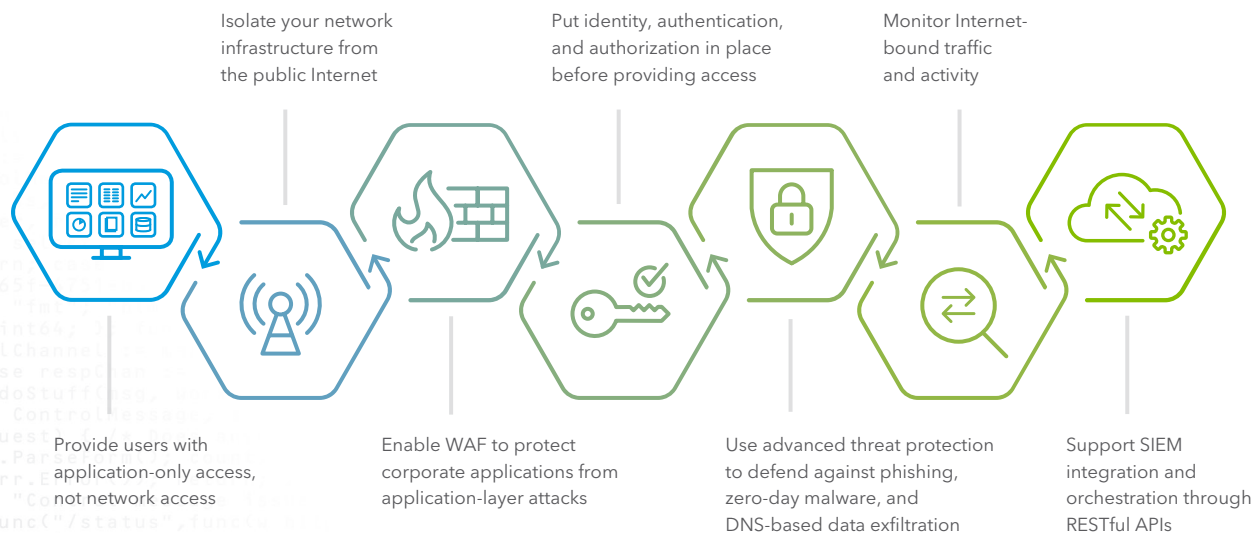 Isolate your network
infrastructure from
the public Internet
Put identity, authentication,
and authorization in place
before providing access
Monitor Internet-
bound traffic
and activity
Provide users with
application-only access,
not network access
Enable WAF to protect
corporate applications from
application-layer attacks
Use advanced threat protection
to defend against phishing,
zero-day malware, and
DNS-based data exfiltration
Support SIEM
integration and
orchestration through
RESTful APIs